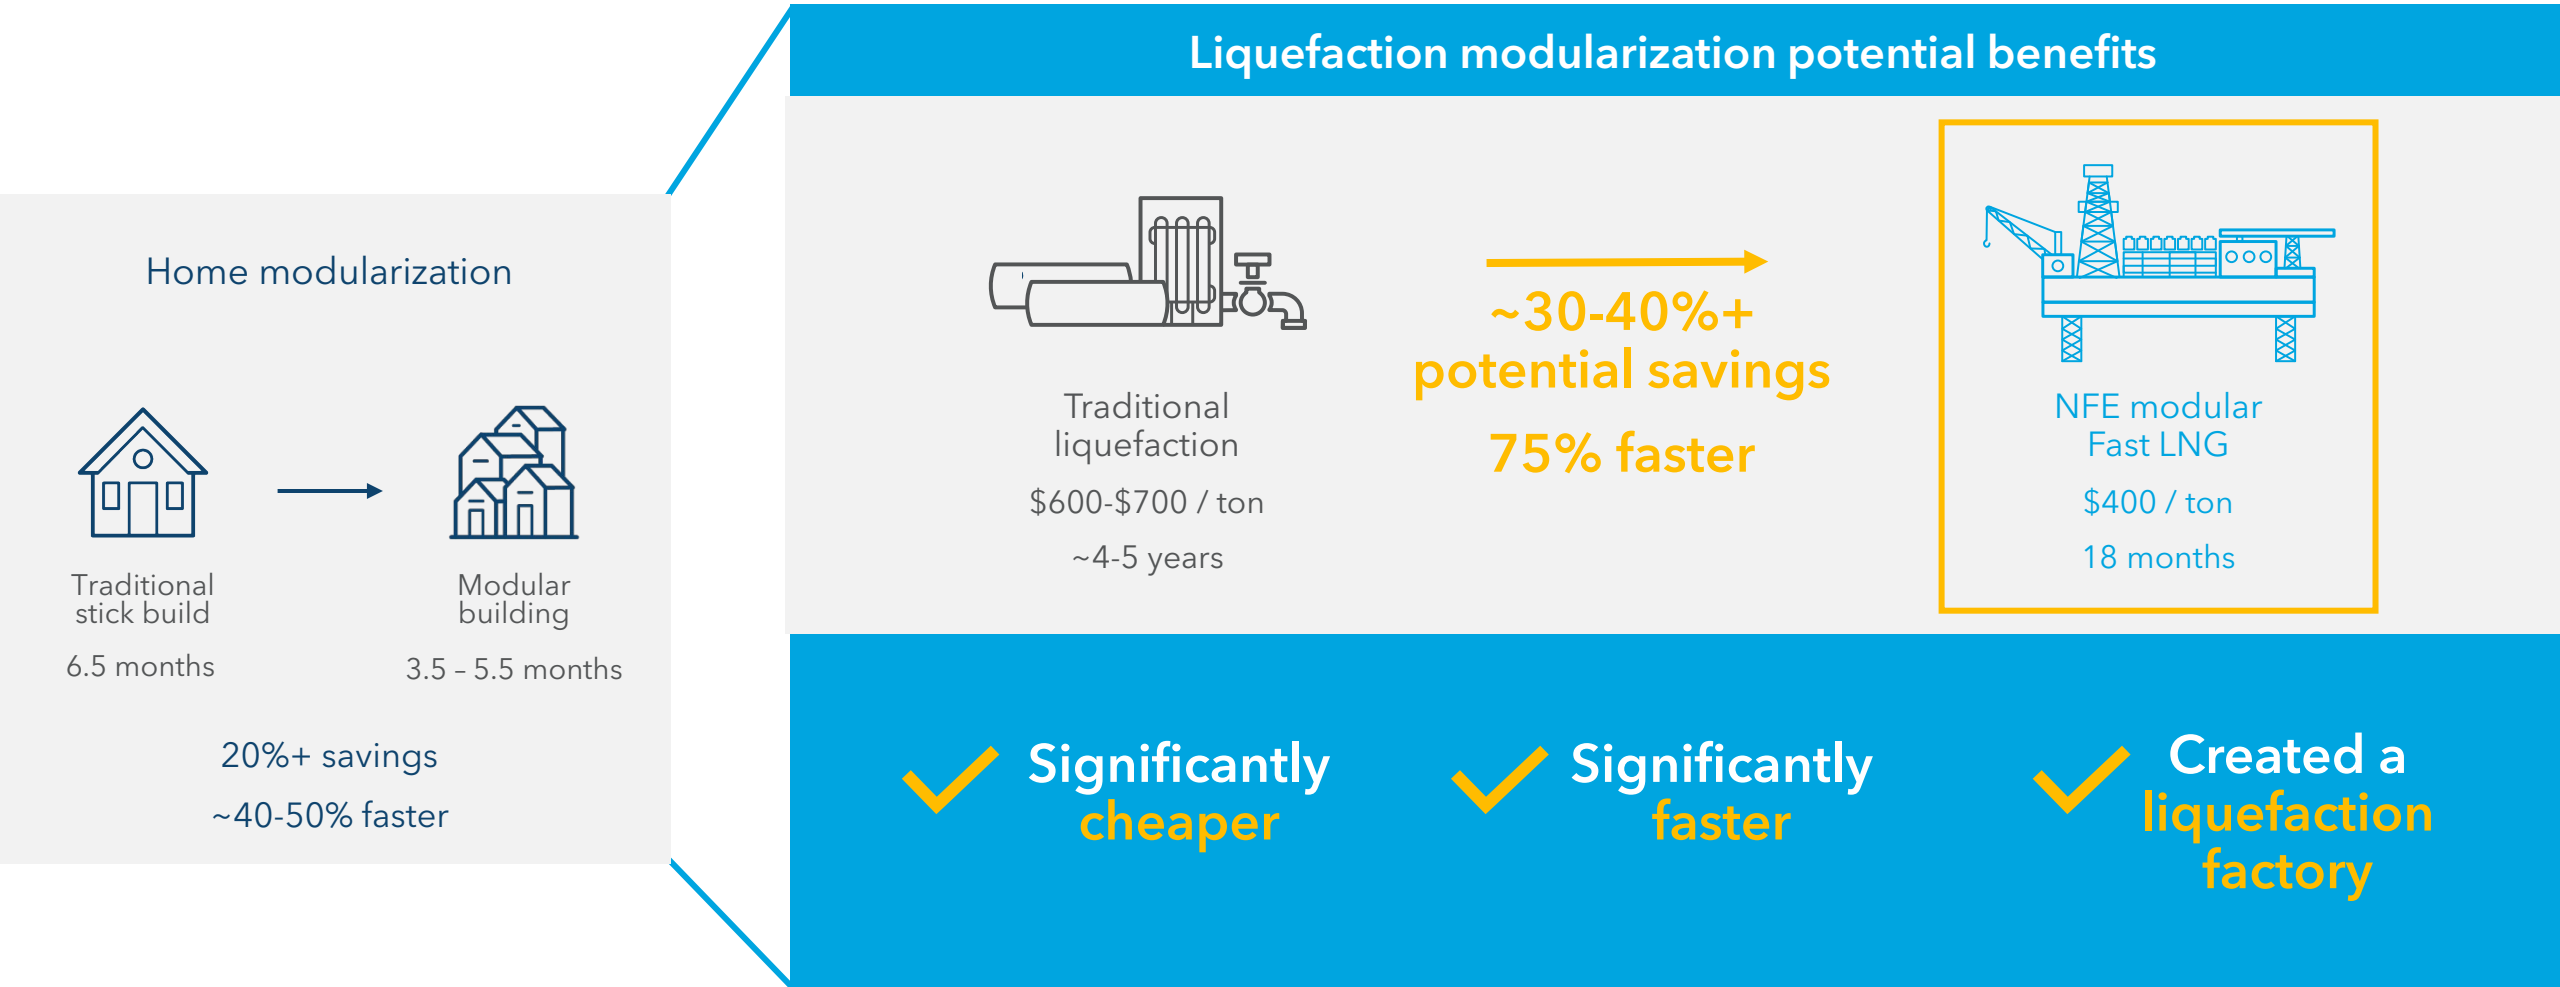 Liquefaction modularization potential benefits
Home modularization
Traditional
stick build
6.5 months
Modular
building
3.5 – 5.5 months
20%+ savings
~40-50% faster
Traditional
liquefaction
$600-$700 / ton
~4-5 years
~30-40%+
potential savings
75% faster
NFE modular
Fast LNG
$400 / ton
18 months
Significantly
cheaper
Significantly
faster
Created a
liquefaction
factory